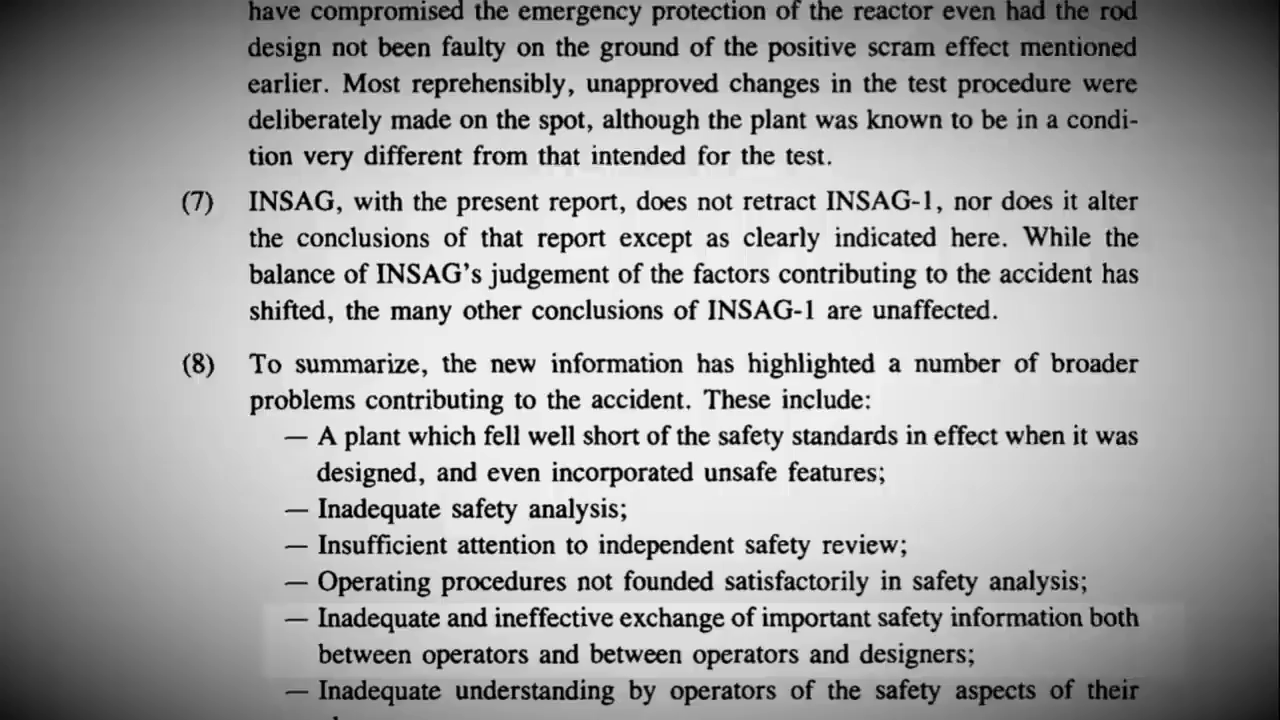 have compromised the emergency protection of the reactor even had the rod
design not been faulty on the ground of the positive scram effect mentioned
earlier. Most reprehensibly, unapproved changes in the test procedure were
deliberately made on the spot, although the plant was known to be in a condi-
tion very different from that intended for the test.
(7) INSAG, with the present report, does not retract INSAG-1, nor does it alter
the conclusions of that report except as clearly indicated here. While the
balance of INSAG's judgement of the factors contributing to the accident has
shifted, the many other conclusions of INSAG-1 are unaffected.
(8) To summarize, the new information has highlighted a number of broader
problems contributing to the accident. These include:
— A plant which fell well short of the safety standards in effect when it was
designed, and even incorporated unsafe features;
— Inadequate safety analysis;
— Insufficient attention to independent safety review;
— Operating procedures not founded satisfactorily in safety analysis;
— Inadequate and ineffective exchange of important safety information both
between operators and between operators and designers;
— Inadequate understanding by operators of the safety aspects of their